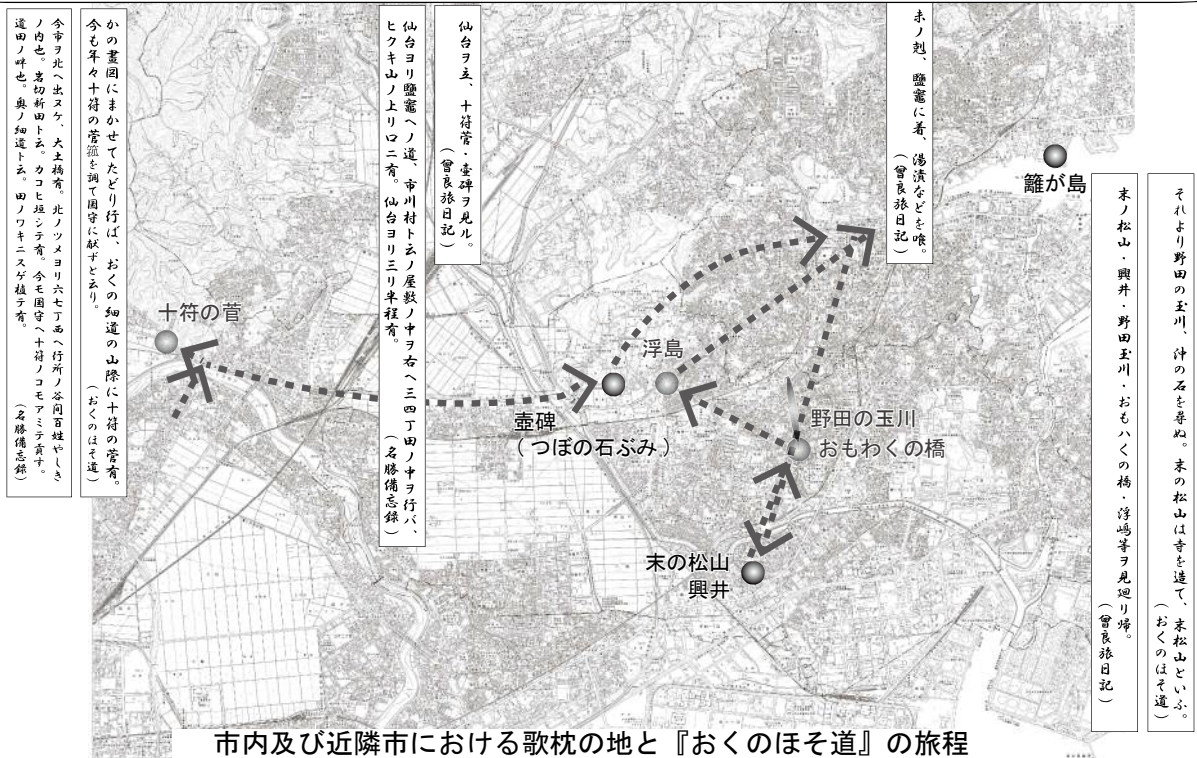 それより野田の玉川、沖の石を尋ぬ。末の松山は寺を造て、末松山といふ。
（おくのほそ道）
末ノ松山・興井・野田玉川・おもハくの橋・浮嶋等ヲ見廻リ帰。
（曾良旅日記）
未ノ剋、塩竈に着、湯漬などを喰。
（曾良旅日記）
仙台ヲ立、十符菅・壷碑ヲ見ル。
（曾良旅日記）
仙台ヨリ塩竈ヘノ道、市川村ト云ノ屋敷ノ中ヲ右ヘ三四丁田ノ中ヲ行バ、
ヒクキ山ノ上リ口ニ有。仙台ヨリ三リ半程有。
（名勝備忘録）
かの畫図にまかせてたどり行ば、おくの細道の山際に十符の菅有。
今も年々十符の菅菰を調て国守に献ずと云り。
（おくのほそ道）
今市ヲ北ヘ出ヌケ、大土橋有。北ノツメヨリ六七丁西ヘ行所ノ谷間百姓やしき
ノ内也。岩切新田ト云。カコヒ垣シテ有。今モ国守ヘ十符ノコモアミテ貢す。
道田ノ畔也。奥ノ細道ト云。田ノワキニスゲ植テ有。
（名勝備忘録）
籬が島
十符の菅
浮島
壺碑
（つぼの石ぶみ）
野田の玉川
おもわくの橋
末の松山
興井
市内及び近隣市における歌枕の地と『おくのほそ道』の旅程